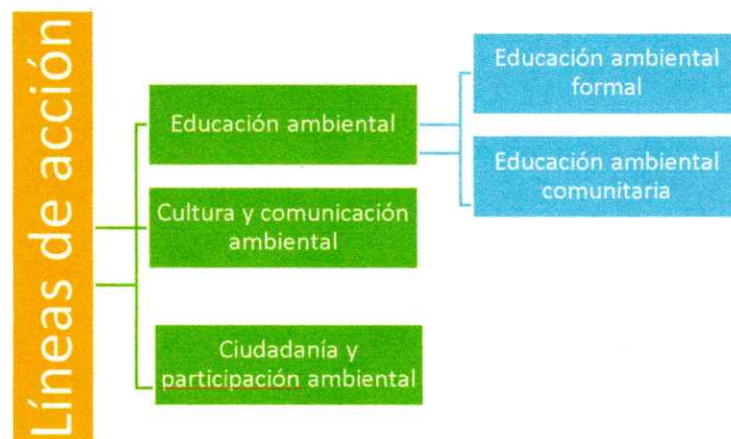 Líneas de acción
Educación ambiental
Educación ambiental
formal
Educación ambiental
comunitaria
Cultura y comunicación
ambiental
Ciudadanía y
participación ambiental